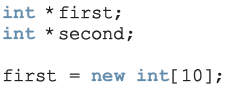 int *first;
int *second;
first = new int[10];